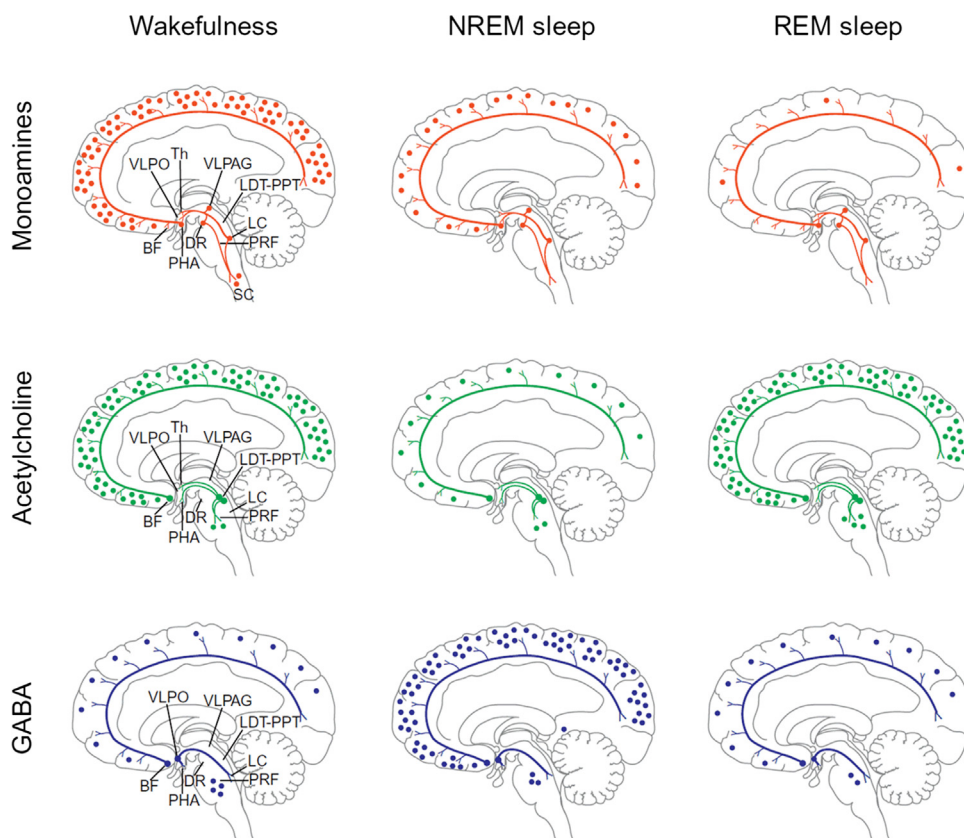 Wakefulness
NREM sleep
REM sleep
Monoamines
Th
VLPO
VLPAG
LDT-PPT
LC
BF
DR
PRF
PHA
SC
Acetylcholine
Th
VLPO
VLPAG
LDT-PPT
LC
BF
DR
PRF
PHA
GABA
VLPO
VLPAG
LDT-PPT
LC
BF
DR
PRF
PHA